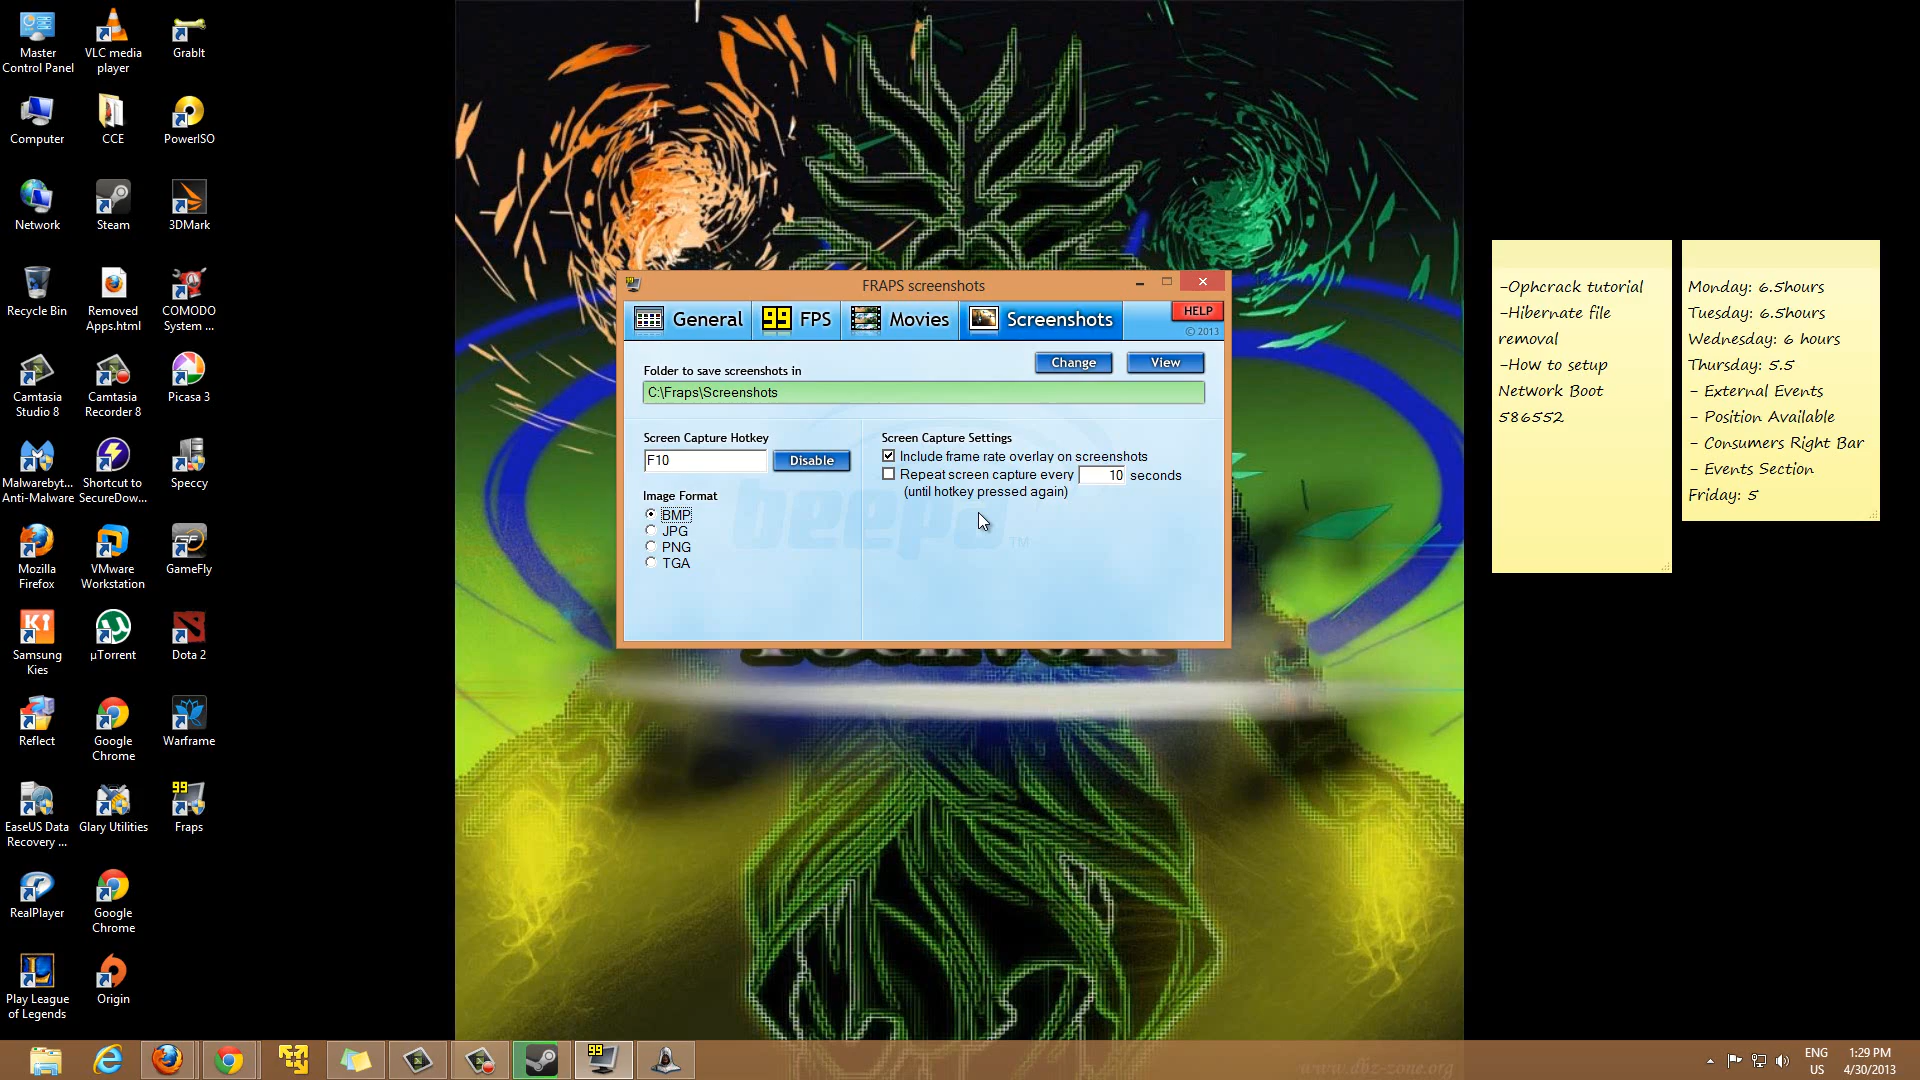 Master
Control Panel
VLC media
player
GrabIt
Computer
CCE
PowerISO
Network
Steam
3DMark
Recycle Bin
Removed
Apps.html
COMODO
System ...
Camtasia
Studio 8
Camtasia
Recorder 8
Picasa 3
Malwarebyt...
Anti-Malware
Shortcut to
SecureDow...
Speccy
Mozilla
Firefox
VMware
Workstation
GameFly
Samsung
Kies
µTorrent
Dota 2
Reflect
Google
Chrome
Warframe
EaseUS Data
Recovery ...
Glary Utilities
Fraps
RealPlayer
Google
Chrome
Play League
of Legends
Origin
FRAPS screenshots
General
99 FPS
Movies
Screenshots
HELP
© 2013
Folder to save screenshots in
Change
View
C:\Fraps\Screenshots
Screen Capture Hotkey
F10
Disable
Image Format
BMP
JPG
PNG
TGA
Screen Capture Settings
Include frame rate overlay on screenshots
Repeat screen capture every 10 seconds
(until hotkey pressed again)
beepa™
-Ophcrack tutorial
-Hibernate file
removal
-How to setup
Network Boot
586552
Monday: 6.5hours
Tuesday: 6.5hours
Wednesday: 6 hours
Thursday: 5.5
- External Events
- Position Available
- Consumers Right Bar
- Events Section
Friday: 5
www.dbz-zone.org
ENG
US
1:29 PM
4/30/2013